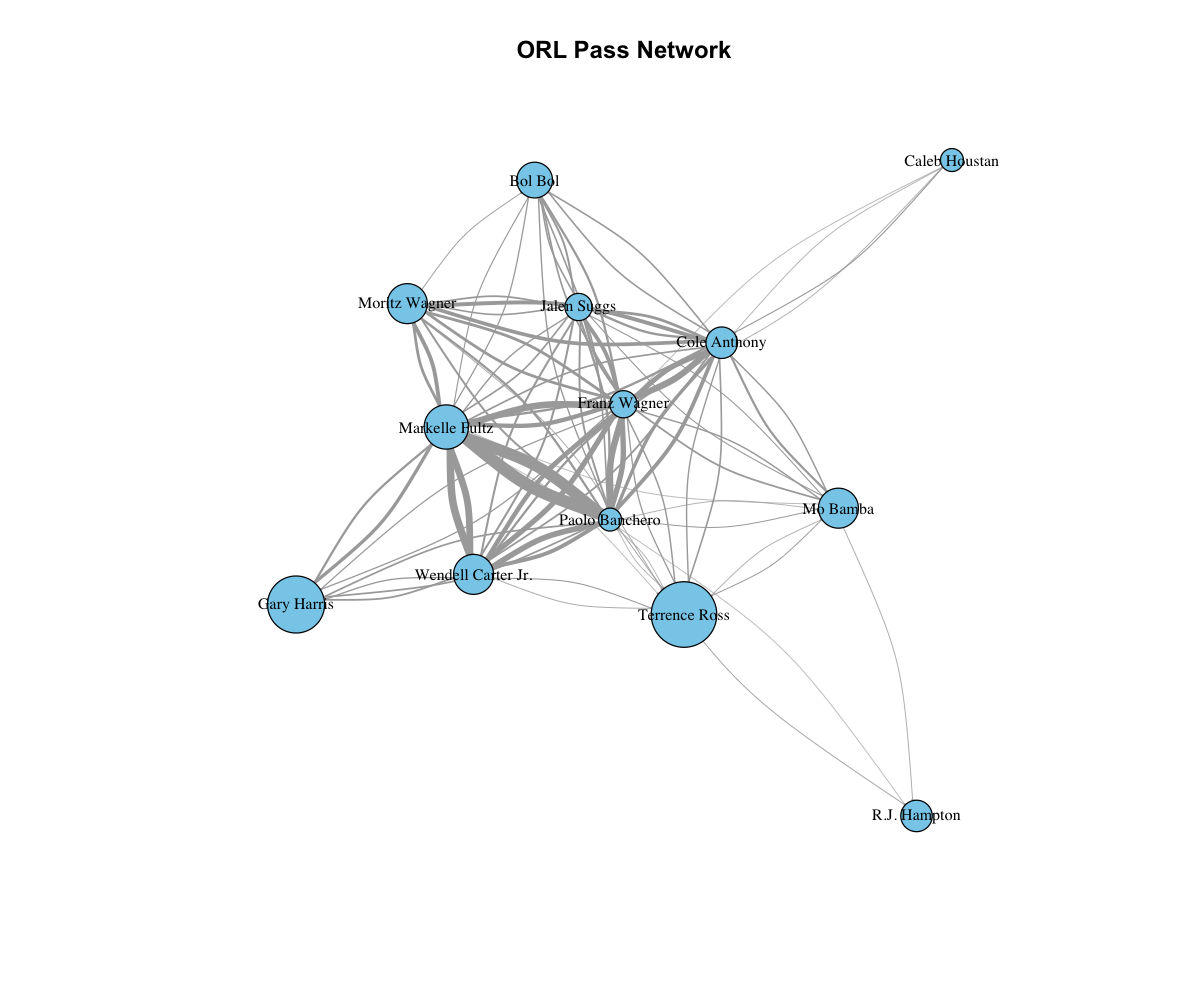 ORL Pass Network
Caleb Houstan
Bol Bol
Moritz Wagner
Jalen Suggs
Cole Anthony
Franz Wagner
Markelle Fultz
Mo Bamba
Paolo Banchero
Wendell Carter Jr.
Gary Harris
Terrence Ross
R.J. Hampton